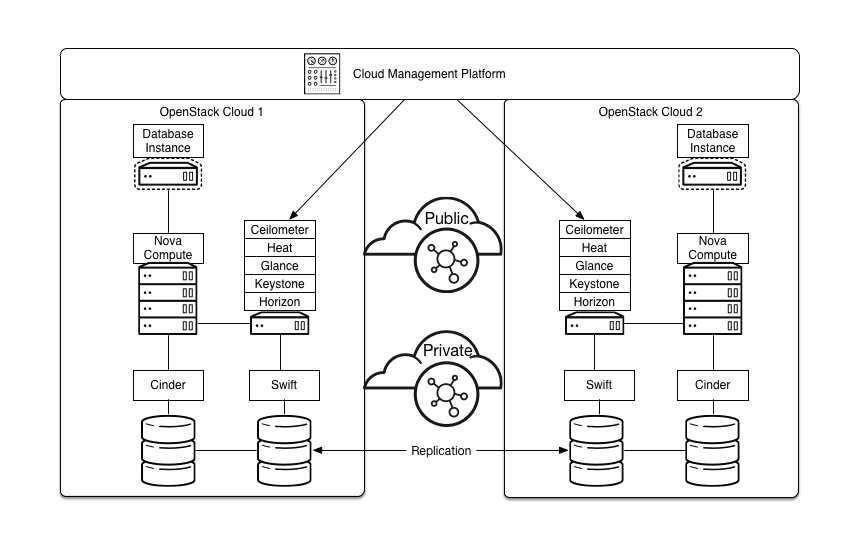 Cloud Management Platform
OpenStack Cloud 1
Database
Instance
Nova
Compute
Ceilometer
Heat
Glance
Keystone
Horizon
Cinder
Swift
Public
Private
Replication
OpenStack Cloud 2
Database
Instance
Ceilometer
Heat
Glance
Keystone
Horizon
Nova
Compute
Swift
Cinder